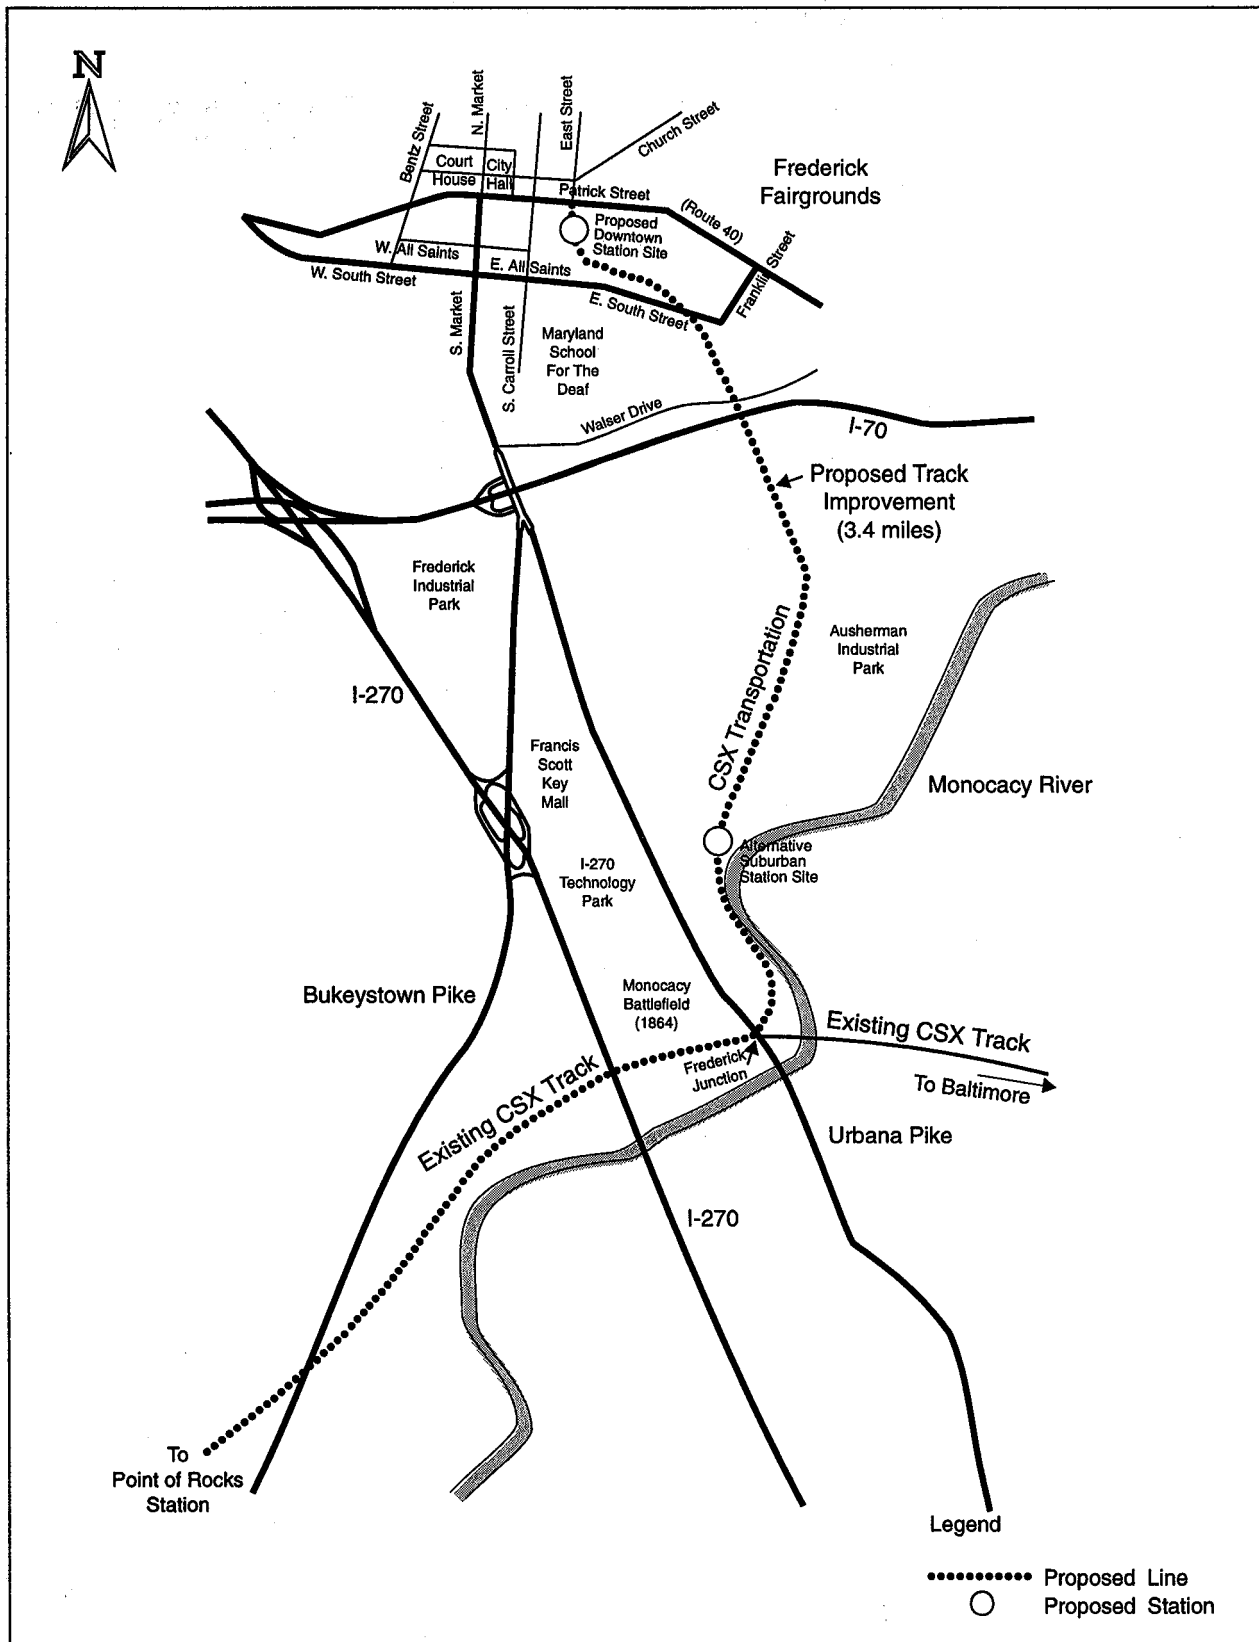 N
Bentz Street
N. Market
East Street
Church Street
Court
House
City
Hall
Patrick Street
(Route 40)
Frederick
Fairgrounds
Proposed
Downtown
Station Site
Franklin Street
W. All Saints
E. All Saints
W. South Street
E. South Street
S. Market
S. Carroll Street
Maryland
School
For The
Deaf
Walser Drive
I-70
Proposed Track
Improvement
(3.4 miles)
Frederick
Industrial
Park
Ausherman
Industrial
Park
I-270
CSX Transportation
Francis
Scott
Key
Mall
Monocacy River
Alternative
Suburban
Station Site
I-270
Technology
Park
Bukeystown Pike
Monocacy
Battlefield
(1864)
Existing CSX Track
To Baltimore
Frederick
Junction
Existing CSX Track
Urbana Pike
I-270
To
Point of Rocks
Station
Legend
Proposed Line
Proposed Station